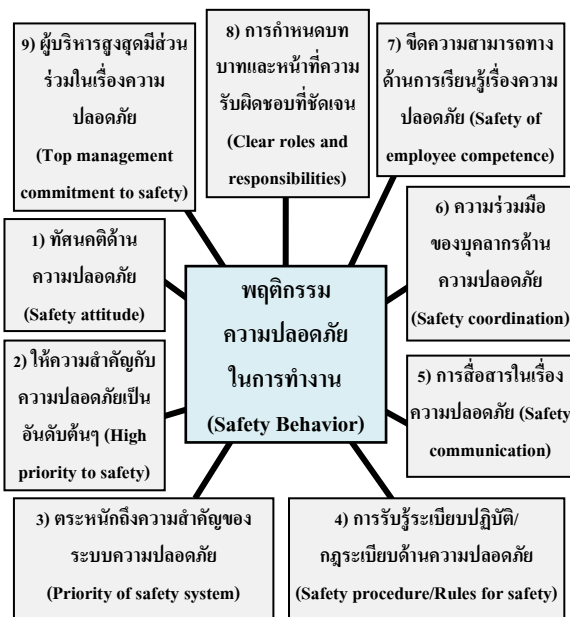 9) ผู้บริหารสูงสุดมีส่วน
ร่วมในเรื่องความ
ปลอดภัย
(Top management
commitment to safety)
8) การกำหนดบท
บาทและหน้าที่ความ
รับผิดชอบที่ชัดเจน
(Clear roles and
responsibilities)
7) ขีดความสามารถทาง
ด้านการเรียนรู้เรื่องความ
ปลอดภัย (Safety of
employee competence)
1) ทัศนคติด้าน
ความปลอดภัย
(Safety attitude)
พฤติกรรม
ความปลอดภัย
ในการทำงาน
(Safety Behavior)
6) ความร่วมมือ
ของบุคลากรด้าน
ความปลอดภัย
(Safety coordination)
2) ให้ความสำคัญกับ
ความปลอดภัยเป็น
อันดับต้นๆ (High
priority to safety)
5) การสื่อสารในเรื่อง
ความปลอดภัย (Safety
communication)
3) ตระหนักถึงความสำคัญของ
ระบบความปลอดภัย
(Priority of safety system)
4) การรับรู้ระเบียบปฏิบัติ/
กฎระเบียบด้านความปลอดภัย
(Safety procedure/Rules for safety)